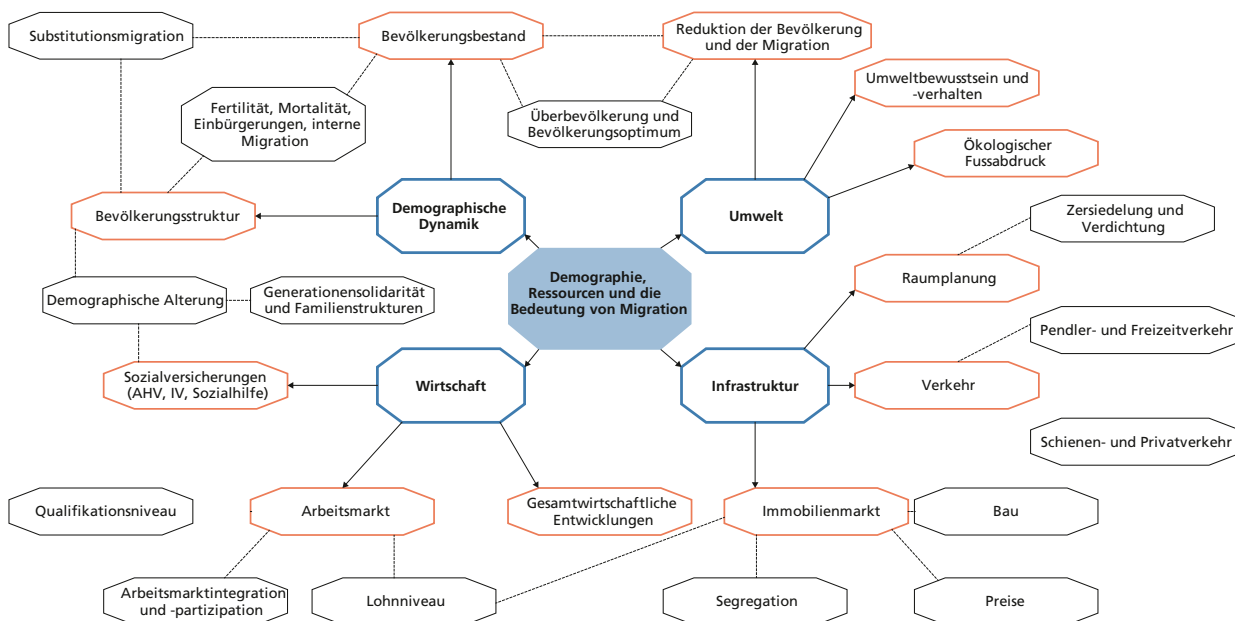 Substitutionsmigration
Bevölkerungsbestand
Reduktion der Bevölkerung
und der Migration
Umweltbewusstsein und
-verhalten
Fertilität, Mortalität,
Einbürgerungen, interne
Migration
Überbevölkerung und
Bevölkerungsoptimum
Ökologischer
Fussabdruck
Bevölkerungsstruktur
Demographische
Dynamik
Umwelt
Zersiedelung und
Verdichtung
Demographische Alterung
Generationensolidarität
und Familienstrukturen
Demographie,
Ressourcen und die
Bedeutung von Migration
Raumplanung
Pendler- und Freizeitverkehr
Sozialversicherungen
(AHV, IV, Sozialhilfe)
Wirtschaft
Infrastruktur
Verkehr
Schienen- und Privatverkehr
Qualifikationsniveau
Arbeitsmarkt
Gesamtwirtschaftliche
Entwicklungen
Immobilienmarkt
Bau
Arbeitsmarktintegration
und -partizipation
Lohnniveau
Segregation
Preise